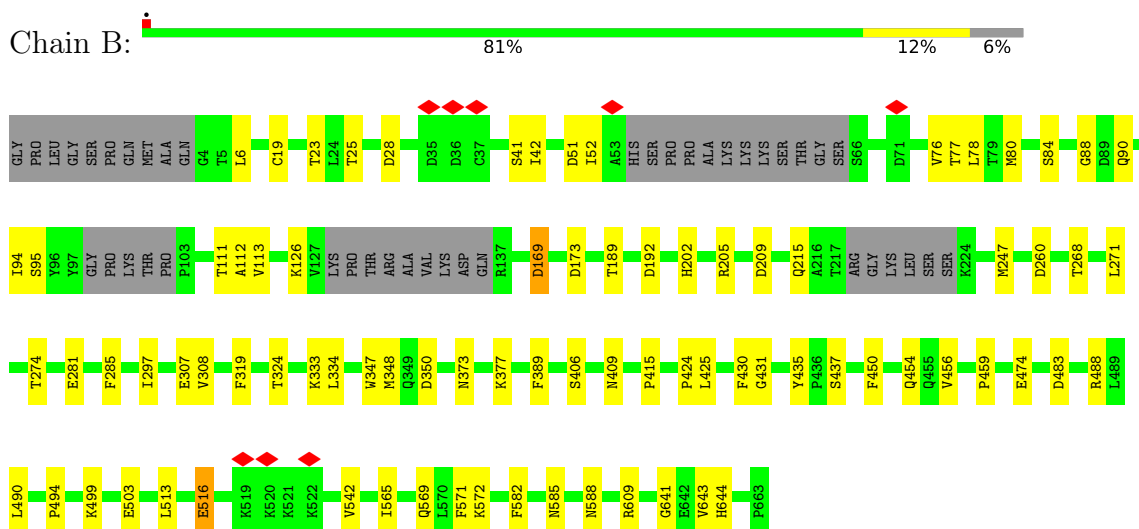 Chain B:
81% 12% 6%
GLY PRO LEU GLY SER PRO GLN MET ALA GLN G4 T5 L6 C19 T23 L24 T25 D28 D35 D36 C37 S41 I42 D51 I52 A53 HIS SER PRO PRO ALA LYS LYS LYS SER THR GLY SER S66 D71 V76 T77 L78 T79 M80 S84 G88 D89 Q90
I94 S95 Y96 Y97 GLY PRO LYS THR PRO P103 T111 A112 V113 K126 V127 LYS PRO THR ARG ALA VAL LYS ASP GLN R137 D169 D173 T189 D192 H202 R205 D209 Q215 A216 T217 ARG GLY LYS LEU SER SER K224 M247 D260 T268 L271
T274 E281 F285 I297 E307 V308 F319 T324 K333 L334 W347 M348 Q349 D350 N373 K377 F389 S406 N409 P415 P424 L425 F430 G431 Y435 P436 S437 F450 Q454 Q455 V456 P459 E474 D483 R488 L489
L490 P494 K499 E503 L513 E516 K519 K520 K521 K522 V542 I565 Q569 L570 F571 K572 F582 N585 N588 R609 G641 E642 V643 H644 P663